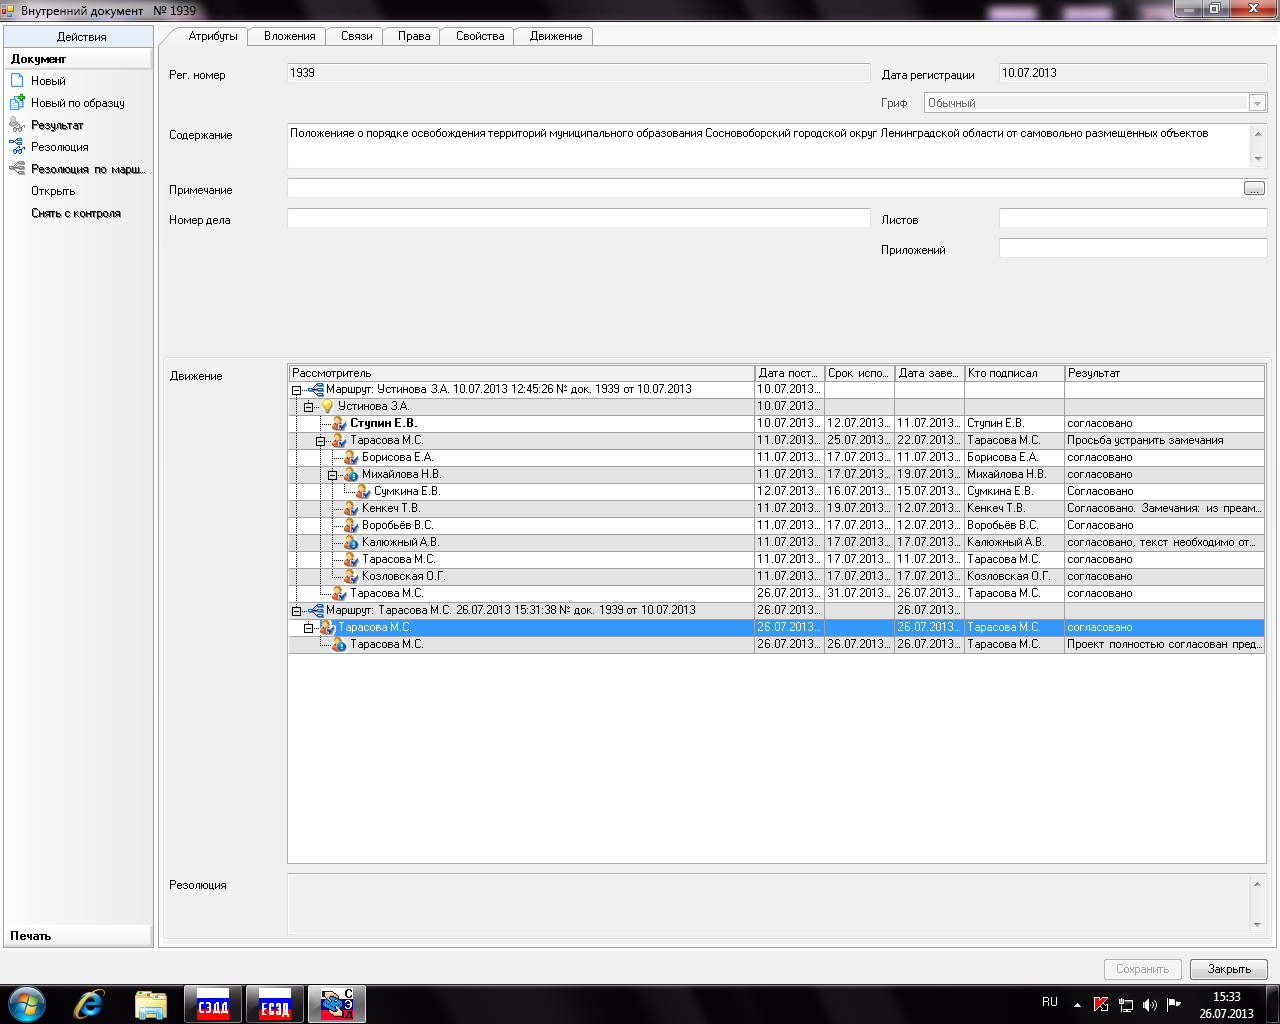 Внутренний документ № 1939
Действия
Документ
Новый
Новый по образцу
Результат
Резолюция
Резолюция по марш...
Открыть
Снять с контроля
Печать
Атрибуты Вложения Связи Права Свойства Движение
Рег. номер 1939 Дата регистрации 10.07.2013
Гриф Обычный
Содержание Положенияе о порядке освобождения территорий муниципального образования Сосновоборский городской округ Ленинградской области от самовольно размещенных объектов
Примечание ...
Номер дела Листов
Приложений
Движение
Рассмотритель Дата пост... Срок испо... Дата заве... Кто подписал Результат
Маршрут: Устинова З.А. 10.07.2013 12:45:26 № док. 1939 от 10.07.2013 10.07.2013...
Устинова З.А. 10.07.2013...
Ступин Е.В. 10.07.2013... 12.07.2013... 11.07.2013... Ступин Е.В. согласовано
Тарасова М.С. 11.07.2013... 25.07.2013... 22.07.2013... Тарасова М.С. Просьба устранить замечания
Борисова Е.А. 11.07.2013... 17.07.2013... 11.07.2013... Борисова Е.А. согласовано
Михайлова Н.В. 11.07.2013... 17.07.2013... 19.07.2013... Михайлова Н.В. согласовано
Сумкина Е.В. 12.07.2013... 16.07.2013... 15.07.2013... Сумкина Е.В. Согласовано
Кенкеч Т.В. 11.07.2013... 19.07.2013... 12.07.2013... Кенкеч Т.В. Согласовано. Замечания: из преам...
Воробьёв В.С. 11.07.2013... 17.07.2013... 12.07.2013... Воробьёв В.С. Согласовано
Калюжный А.В. 11.07.2013... 17.07.2013... 17.07.2013... Калюжный А.В. согласовано, текст необходимо от...
Тарасова М.С. 11.07.2013... 17.07.2013... 11.07.2013... Тарасова М.С. согласовано
Козловская О.Г. 11.07.2013... 17.07.2013... 17.07.2013... Козловская О.Г. согласовано
Тарасова М.С. 26.07.2013... 31.07.2013... 26.07.2013... Тарасова М.С. согласовано
Маршрут: Тарасова М.С. 26.07.2013 15:31:38 № док. 1939 от 10.07.2013 26.07.2013... 26.07.2013...
Тарасова М.С. 26.07.2013... 26.07.2013... Тарасова М.С. согласовано
Тарасова М.С. 26.07.2013... 26.07.2013... 26.07.2013... Тарасова М.С. Проект полностью согласован пред...
Резолюция
Сохранить Закрыть
СЭДД ЕСЭД СЭД RU 15:33
26.07.2013